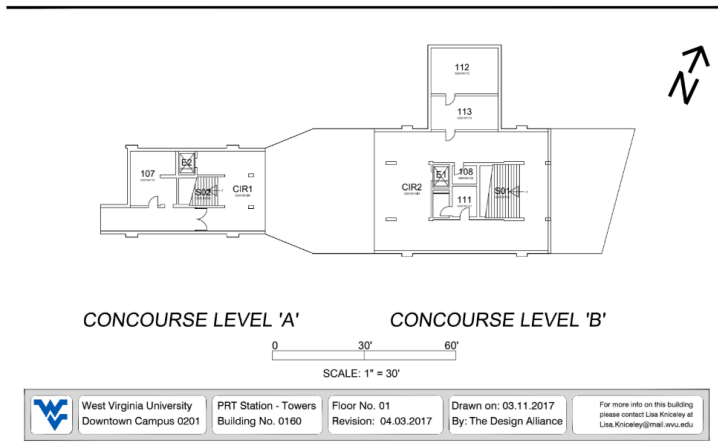 112
113
107
E2
S02
CIR1
CIR2
E1
108
111
S01
N
CONCOURSE LEVEL 'A'
CONCOURSE LEVEL 'B'
0 30' 60'
SCALE: 1" = 30'
West Virginia University
Downtown Campus 0201
PRT Station - Towers
Building No. 0160
Floor No. 01
Revision: 04.03.2017
Drawn on: 03.11.2017
By: The Design Alliance
For more info on this building
please contact Lisa Kniceley at
Lisa.Kniceley@mail.wvu.edu